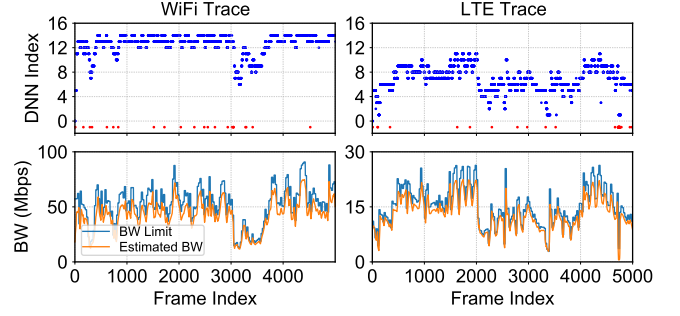 WiFi Trace
LTE Trace
DNN Index
16
12
8
4
0
16
12
8
4
0
BW (Mbps)
100
50
0
30
15
0
BW Limit
Estimated BW
0 1000 2000 3000 4000
0 1000 2000 3000 4000 5000
Frame Index
Frame Index